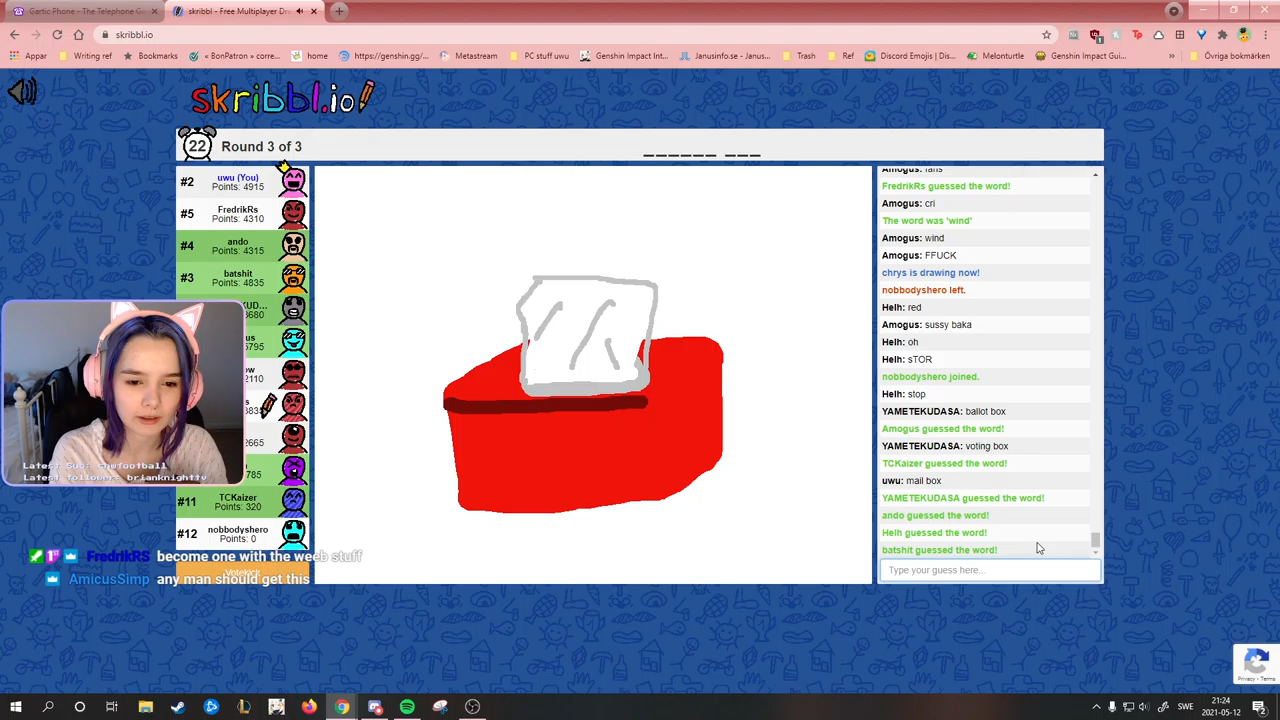 Gartic Phone - The Telephone G
skribbl - Free Multiplayer Dr
skribbl.io
Appar
Writing ref
Bookmarks
« BonPatron » corre...
home
https://genshin.gg/...
Metastream
PC stuff uwu
Genshin Impact Int...
Janusinfo.se - Janus...
Trash
Ref
Discord Emojis | Dis...
Melonturtle
Genshin Impact Gui...
»
Övriga bokmärken
skribbl.io
22
Round 3 of 3
______ ___
#2
uwu (You)
Points: 4915
#5
FredrikRs
Points: 4310
#4
ando
Points: 4315
#3
batshit
Points: 4835
#11
TCKaizer
Points: 320
#12
nobbodyshero
Points: 0
Votekick
Latest follower: brianknighttv
FredrikRS become one with the weeb stuff
AmicusSimp any man should get this
Amogus: fans
FredrikRs guessed the word!
Amogus: cri
The word was 'wind'
Amogus: wind
Amogus: FFUCK
chrys is drawing now!
nobbodyshero left.
Helh: red
Amogus: sussy baka
Helh: oh
Helh: sTOR
nobbodyshero joined.
Helh: stop
YAMETEKUDASA: ballot box
Amogus guessed the word!
YAMETEKUDASA: voting box
TCKaizer guessed the word!
uwu: mail box
YAMETEKUDASA guessed the word!
ando guessed the word!
Helh guessed the word!
batshit guessed the word!
Type your guess here...
Privacy - Terms
SWE
21:24
2021-05-12